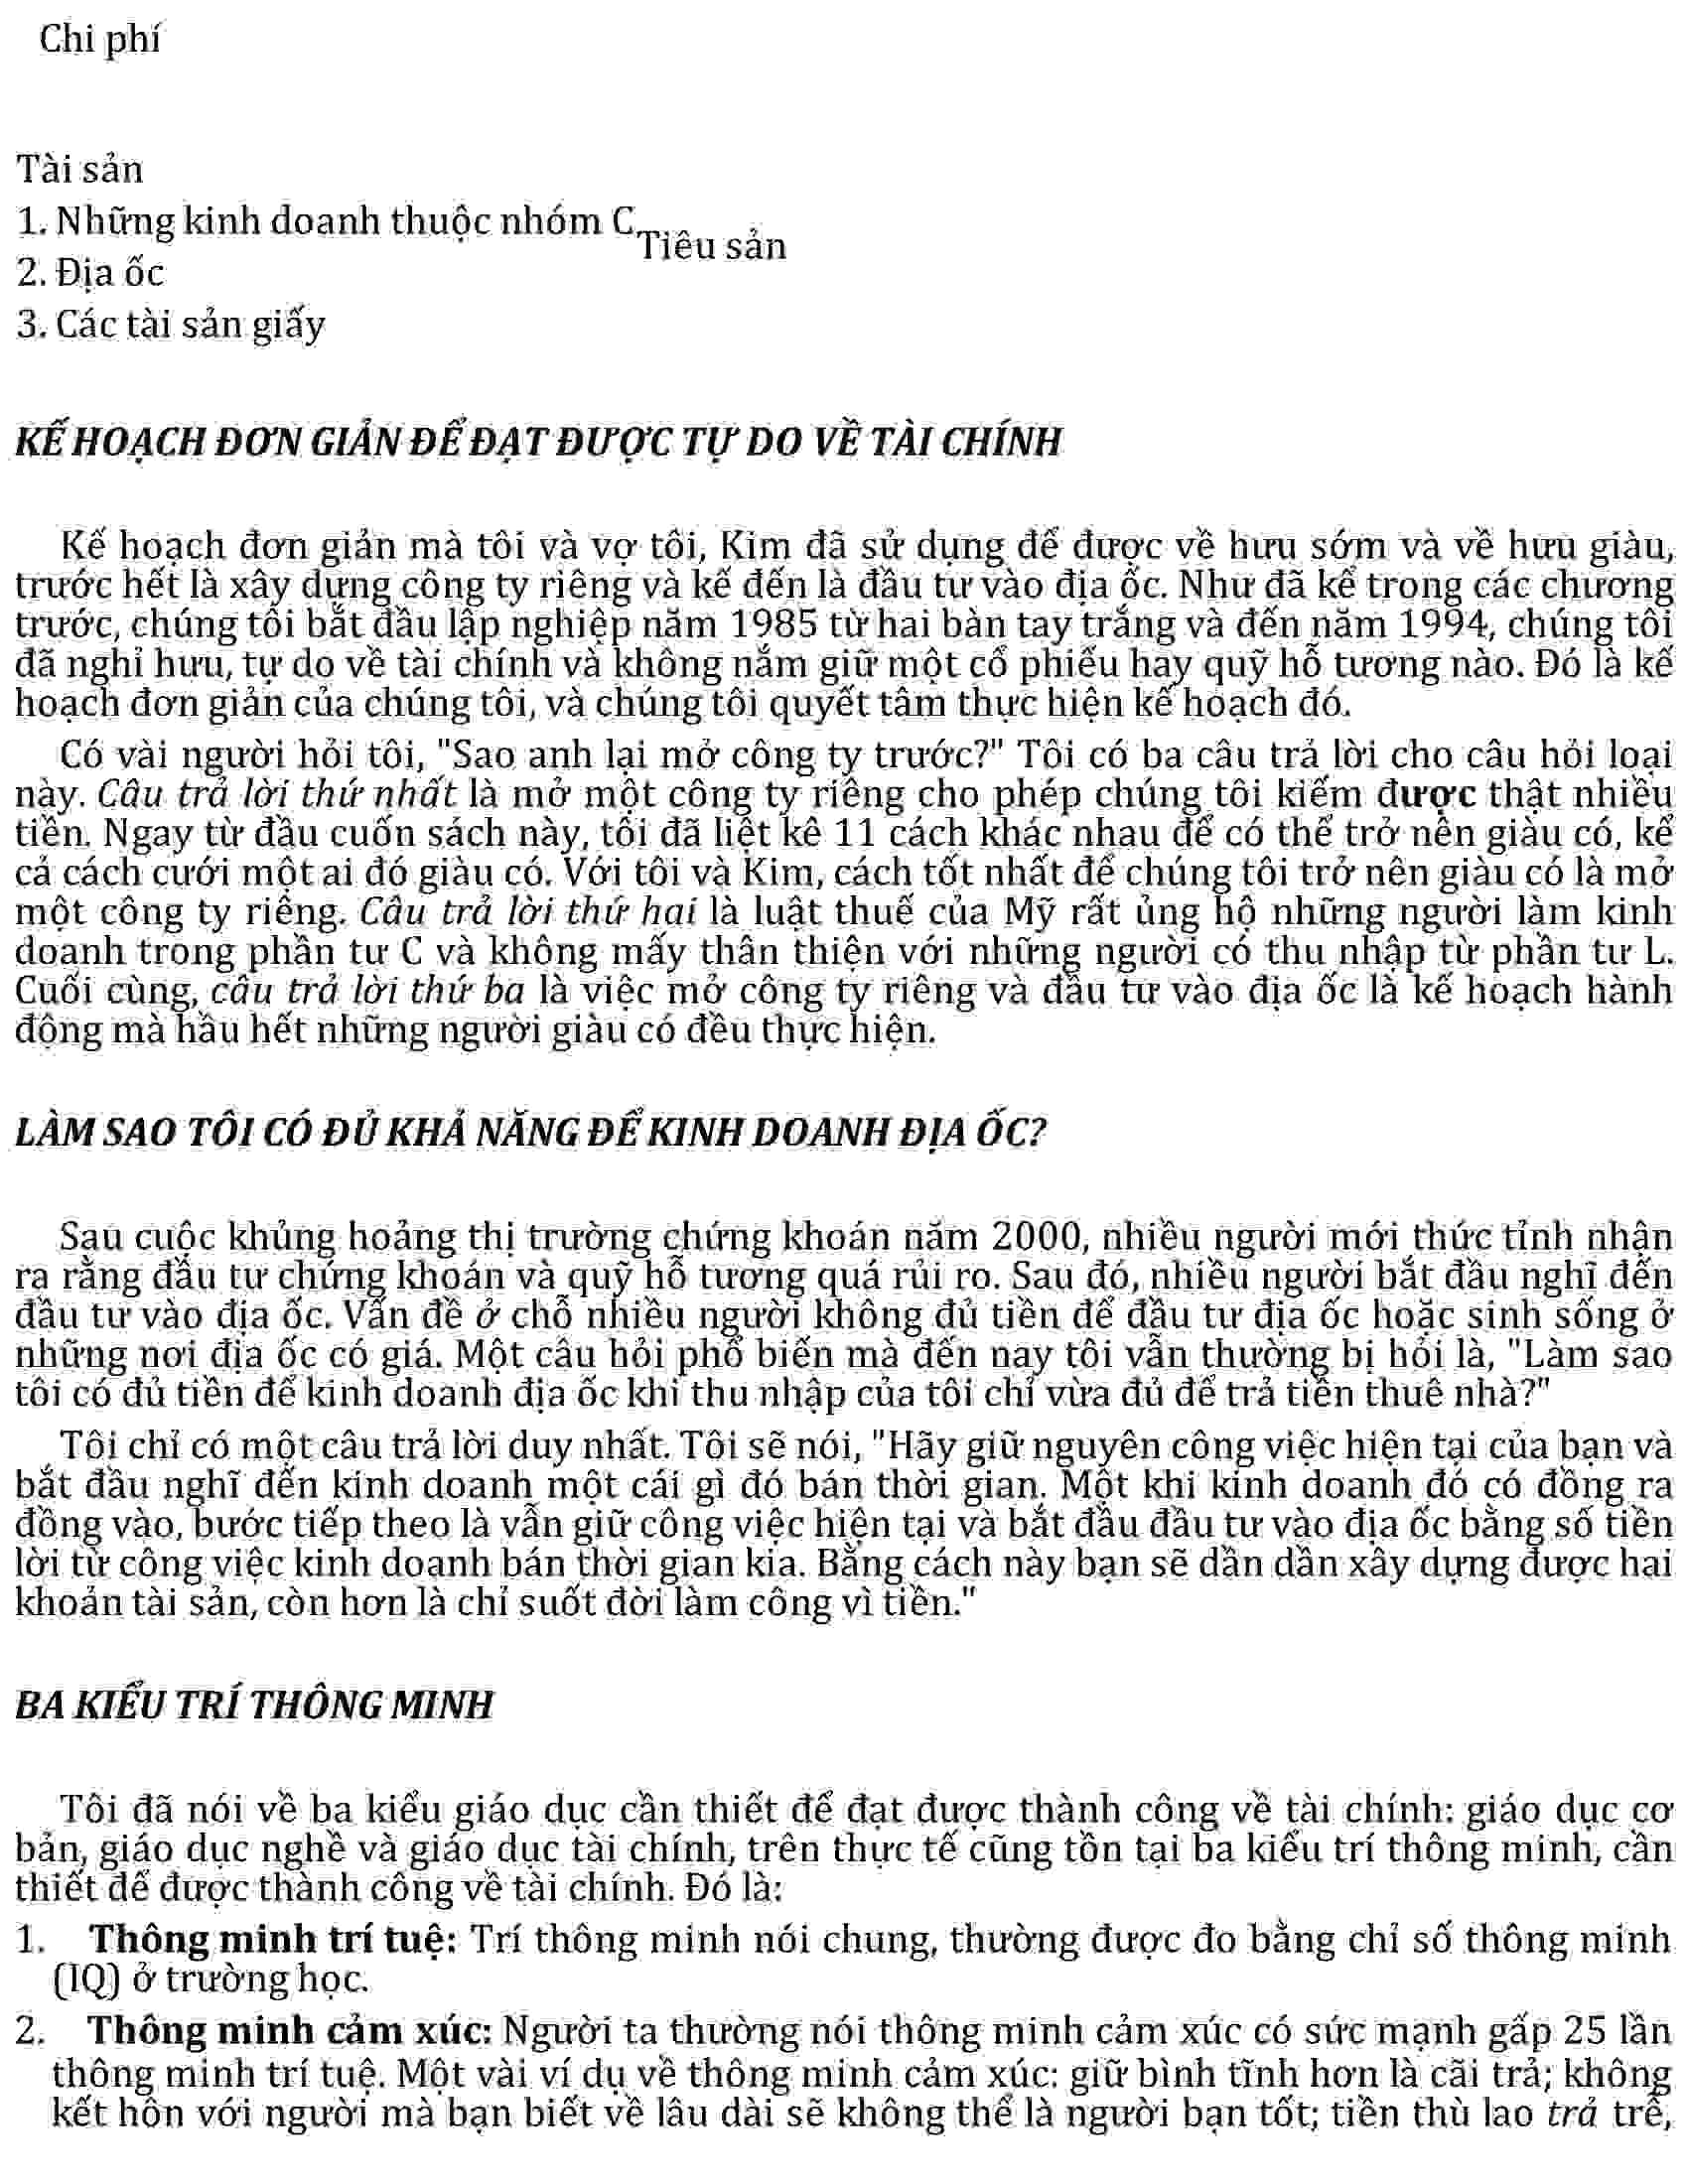 Chi phí
Tài sản
1. Những kinh doanh thuộc nhóm C
Tiêu sản
2. Địa ốc
3. Các tài sản giấy
KẾ HOẠCH ĐƠN GIẢN ĐỂ ĐẠT ĐƯỢC TỰ DO VỀ TÀI CHÍNH
Kế hoạch đơn giản mà tôi và vợ tôi, Kim đã sử dụng để được về hưu sớm và về hưu giàu,
trước hết là xây dựng công ty riêng và kế đến là đầu tư vào địa ốc. Như đã kể trong các chương
trước, chúng tôi bắt đầu lập nghiệp năm 1985 từ hai bàn tay trắng và đến năm 1994, chúng tôi
đã nghỉ hưu, tự do về tài chính và không nắm giữ một cổ phiếu hay quỹ hỗ tương nào. Đó là kế
hoạch đơn giản của chúng tôi, và chúng tôi quyết tâm thực hiện kế hoạch đó.
Có vài người hỏi tôi, "Sao anh lại mở công ty trước?" Tôi có ba câu trả lời cho câu hỏi loại
này. Câu trả lời thứ nhất là mở một công ty riêng cho phép chúng tôi kiếm được thật nhiều
tiền. Ngay từ đầu cuốn sách này, tôi đã liệt kê 11 cách khác nhau để có thể trở nên giàu có, kể
cả cách cưới một ai đó giàu có. Với tôi và Kim, cách tốt nhất để chúng tôi trở nên giàu có là mở
một công ty riêng. Câu trả lời thứ hai là luật thuế của Mỹ rất ủng hộ những người làm kinh
doanh trong phần tư C và không mấy thân thiện với những người có thu nhập từ phần tư L.
Cuối cùng, câu trả lời thứ ba là việc mở công ty riêng và đầu tư vào địa ốc là kế hoạch hành
động mà hầu hết những người giàu có đều thực hiện.
LÀM SAO TÔI CÓ ĐỦ KHẢ NĂNG ĐỂ KINH DOANH ĐỊA ỐC?
Sau cuộc khủng hoảng thị trường chứng khoán năm 2000, nhiều người mới thức tỉnh nhận
ra rằng đầu tư chứng khoán và quỹ hỗ tương quá rủi ro. Sau đó, nhiều người bắt đầu nghĩ đến
đầu tư vào địa ốc. Vấn đề ở chỗ nhiều người không đủ tiền để đầu tư địa ốc hoặc sinh sống ở
những nơi địa ốc có giá. Một câu hỏi phổ biến mà đến nay tôi vẫn thường bị hỏi là, "Làm sao
tôi có đủ tiền để kinh doanh địa ốc khi thu nhập của tôi chỉ vừa đủ để trả tiền thuê nhà?"
Tôi chỉ có một câu trả lời duy nhất. Tôi sẽ nói, "Hãy giữ nguyên công việc hiện tại của bạn và
bắt đầu nghĩ đến kinh doanh một cái gì đó bán thời gian. Một khi kinh doanh đó có đồng ra
đồng vào, bước tiếp theo là vẫn giữ công việc hiện tại và bắt đầu đầu tư vào địa ốc bằng số tiền
lời từ công việc kinh doanh bán thời gian kia. Bằng cách này bạn sẽ dần dần xây dựng được hai
khoản tài sản, còn hơn là chỉ suốt đời làm công vì tiền."
BA KIỂU TRÍ THÔNG MINH
Tôi đã nói về ba kiểu giáo dục cần thiết để đạt được thành công về tài chính: giáo dục cơ
bản, giáo dục nghề và giáo dục tài chính, trên thực tế cũng tồn tại ba kiểu trí thông minh, cần
thiết để được thành công về tài chính. Đó là:
1. Thông minh trí tuệ: Trí thông minh nói chung, thường được đo bằng chỉ số thông minh
(IQ) ở trường học.
2. Thông minh cảm xúc: Người ta thường nói thông minh cảm xúc có sức mạnh gấp 25 lần
thông minh trí tuệ. Một vài ví dụ về thông minh cảm xúc: giữ bình tĩnh hơn là cãi trả; không
kết hôn với người mà bạn biết về lâu dài sẽ không thể là người bạn tốt; tiền thù lao trả trễ,